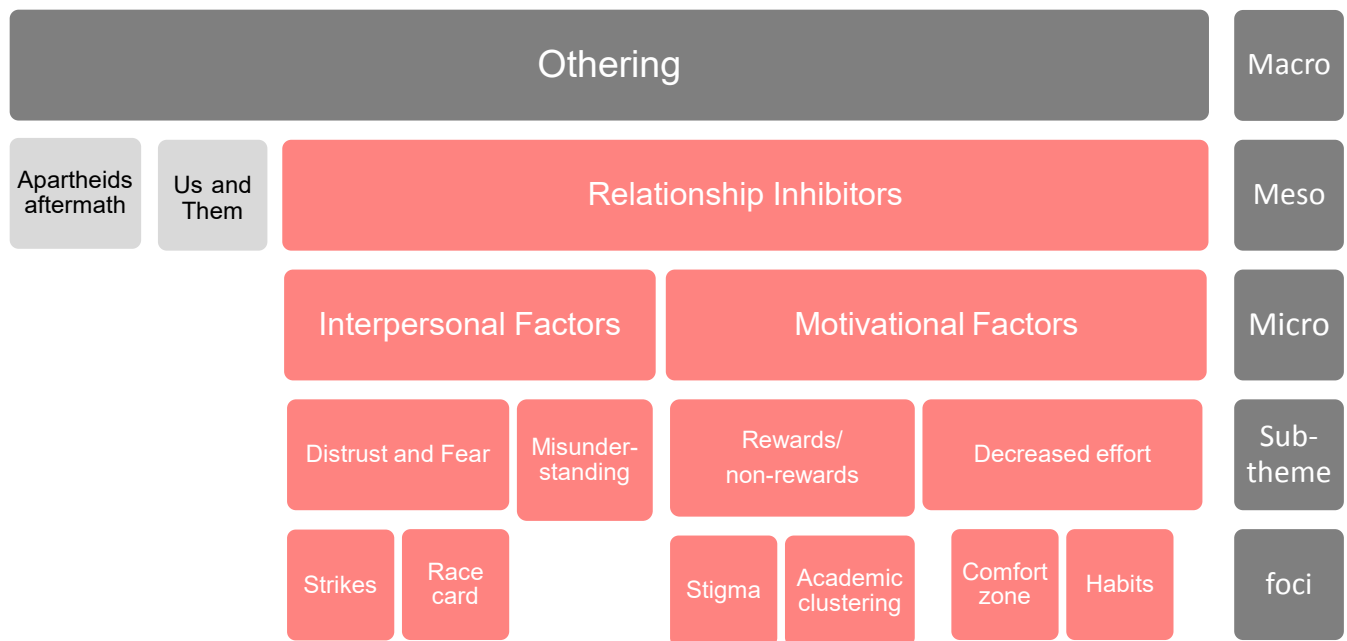 Othering
Macro
Apartheids
aftermath
Us and
Them
Relationship Inhibitors
Meso
Interpersonal Factors
Motivational Factors
Micro
Distrust and Fear
Misunder-
standing
Rewards/
non-rewards
Decreased effort
Sub-
theme
Strikes
Race
card
Stigma
Academic
clustering
Comfort
zone
Habits
foci